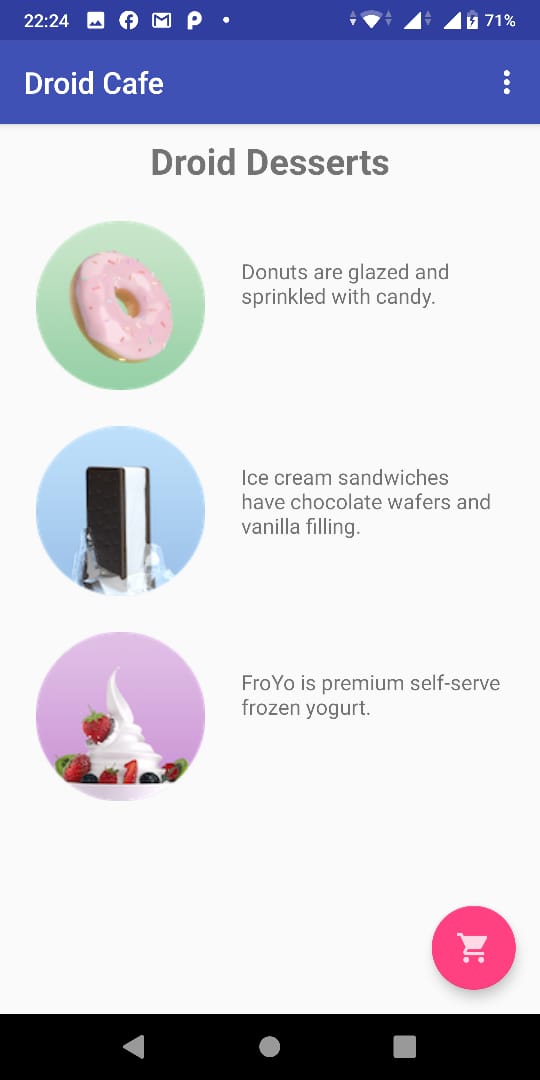 22:24
71%
Droid Cafe
Droid Desserts
Donuts are glazed and
sprinkled with candy.
Ice cream sandwiches
have chocolate wafers and
vanilla filling.
FroYo is premium self-serve
frozen yogurt.